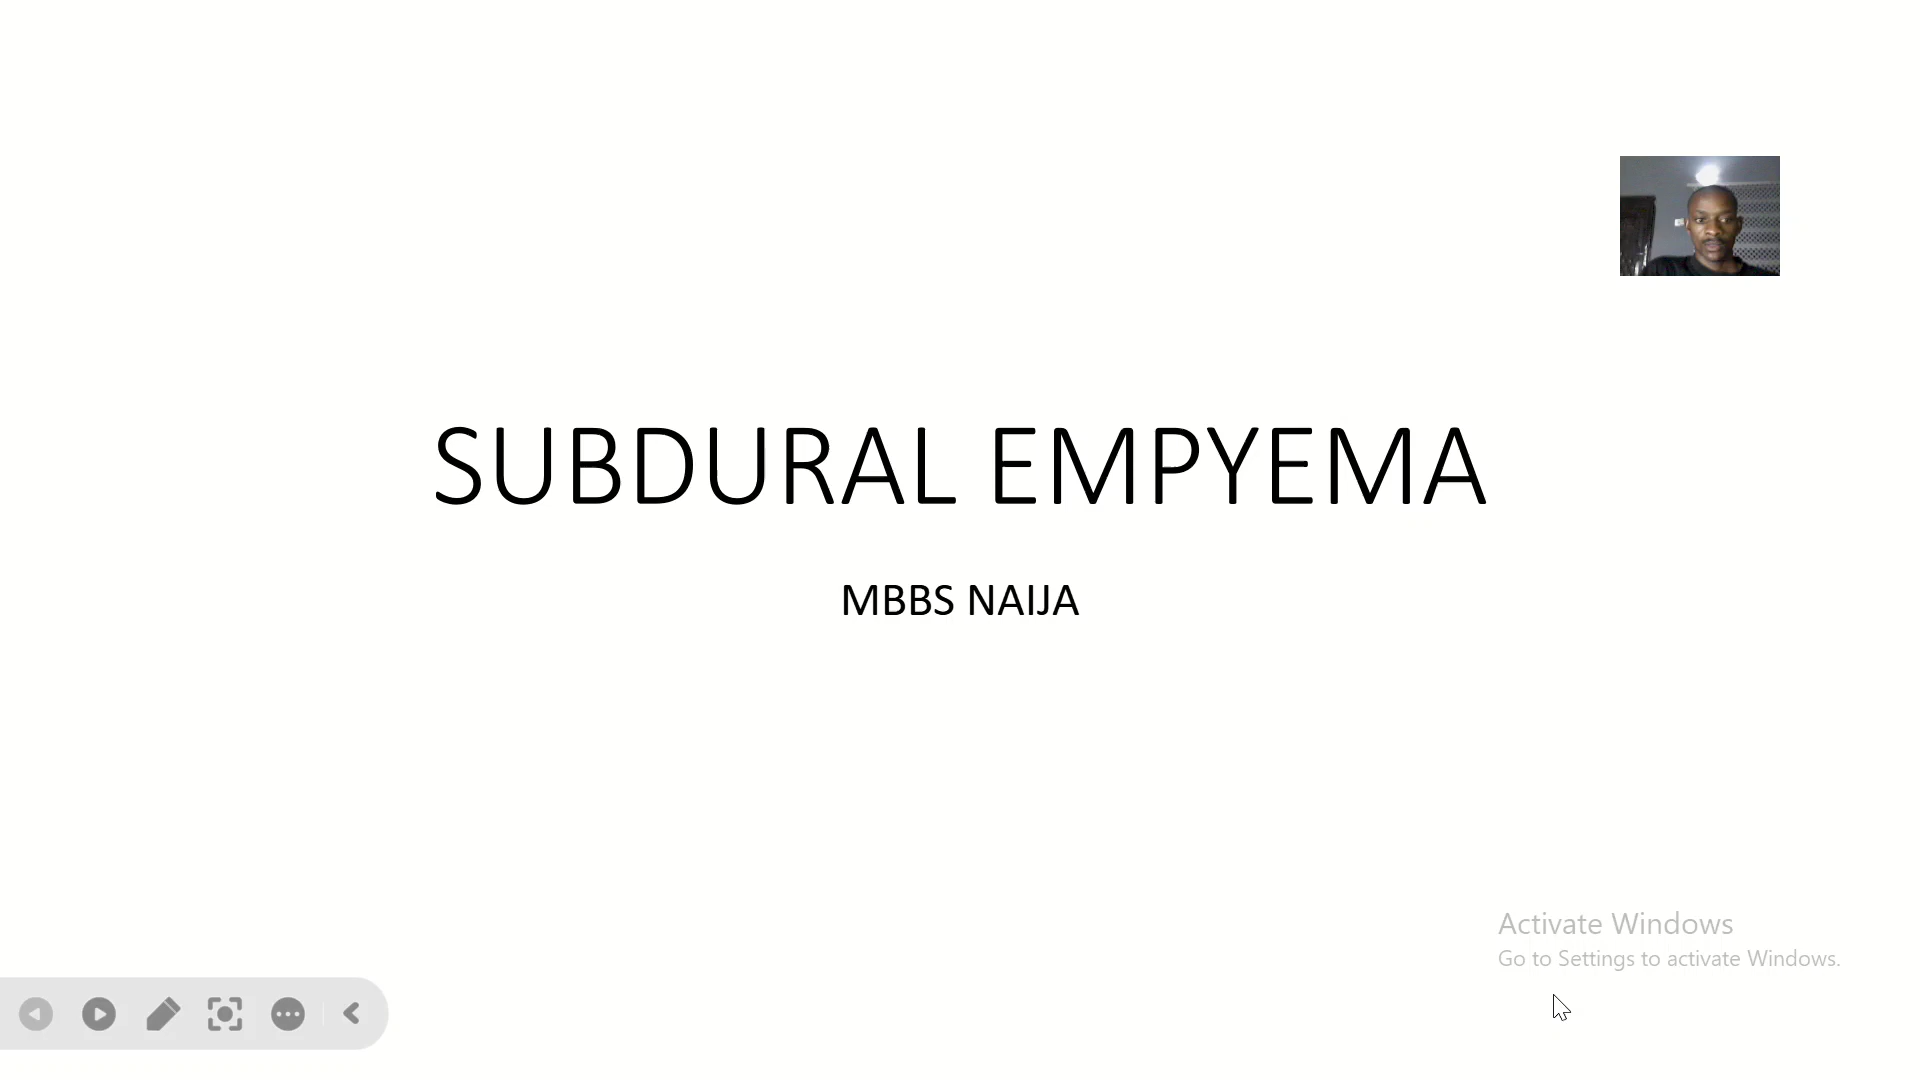 SUBDURAL EMPYEMA
MBBS NAIJA
Activate Windows
Go to Settings to activate Windows.